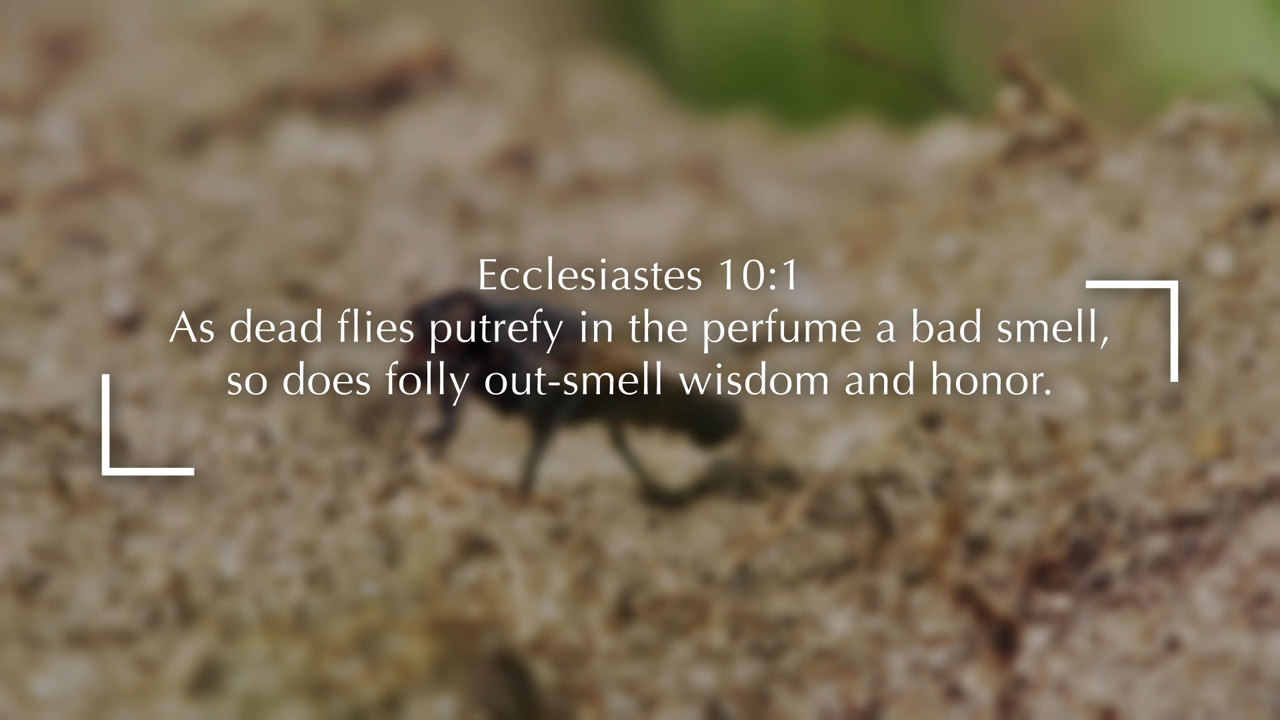 Ecclesiastes 10:1
As dead flies putrefy in the perfume a bad smell,
so does folly out-smell wisdom and honor.